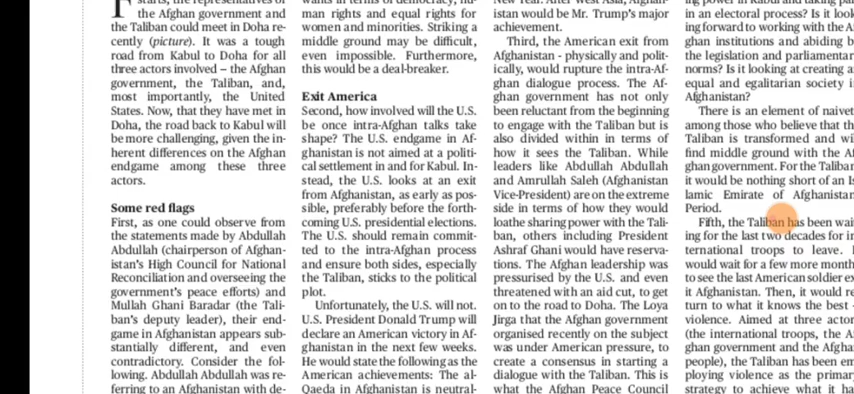 the Afghan government and
the Taliban could meet in Doha re-
cently (picture). It was a tough
road from Kabul to Doha for all
three actors involved – the Afghan
government, the Taliban, and,
most importantly, the United
States. Now, that they have met in
Doha, the road back to Kabul will
be more challenging, given the in-
herent differences on the Afghan
endgame among these three
actors.
Some red flags
First, as one could observe from
the statements made by Abdullah
Abdullah (chairperson of Afghan-
istan's High Council for National
Reconciliation and overseeing the
government's peace efforts) and
Mullah Ghani Baradar (the Tali-
ban's deputy leader), their end-
game in Afghanistan appears sub-
stantially different, and even
contradictory. Consider the fol-
lowing. Abdullah Abdullah was re-
ferring to an Afghanistan with de-
man rights and equal rights for
women and minorities. Striking a
middle ground may be difficult,
even impossible. Furthermore,
this would be a deal-breaker.
Exit America
Second, how involved will the U.S.
be once intra-Afghan talks take
shape? The U.S. endgame in Af-
ghanistan is not aimed at a politi-
cal settlement in and for Kabul. In-
stead, the U.S. looks at an exit
from Afghanistan, as early as pos-
sible, preferably before the forth-
coming U.S. presidential elections.
The U.S. should remain commit-
ted to the intra-Afghan process
and ensure both sides, especially
the Taliban, sticks to the political
plot.
Unfortunately, the U.S. will not.
U.S. President Donald Trump will
declare an American victory in Af-
ghanistan in the next few weeks.
He would state the following as the
American achievements: The al-
Qaeda in Afghanistan is neutral-
istan would be Mr. Trump's major
achievement.
Third, the American exit from
Afghanistan - physically and polit-
ically, would rupture the intra-Af-
ghan dialogue process. The Af-
ghan government has not only
been reluctant from the beginning
to engage with the Taliban but is
also divided within in terms of
how it sees the Taliban. While
leaders like Abdullah Abdullah
and Amrullah Saleh (Afghanistan
Vice-President) are on the extreme
side in terms of how they would
loathe sharing power with the Tali-
ban, others including President
Ashraf Ghani would have reserva-
tions. The Afghan leadership was
pressurised by the U.S. and even
threatened with an aid cut, to get
on to the road to Doha. The Loya
Jirga that the Afghan government
organised recently on the subject
was under American pressure, to
create a consensus in starting a
dialogue with the Taliban. This is
what the Afghan Peace Council
in an electoral process? Is it look
ing forward to working with the A
ghan institutions and abiding b
the legislation and parliamentar
norms? Is it looking at creating a
equal and egalitarian society i
Afghanistan?
There is an element of naivet
among those who believe that th
Taliban is transformed and wi
find middle ground with the Af
ghan government. For the Taliban
it would be nothing short of an Is
lamic Emirate of Afghanistan
Period.
Fifth, the Taliban has been wait
ing for the last two decades for in
ternational troops to leave. I
would wait for a few more month
to see the last American soldier ex
it Afghanistan. Then, it would re
turn to what it knows the best -
violence. Aimed at three actor
(the international troops, the A
ghan government and the Afgha
people), the Taliban has been em
ploying violence as the primar
strategy to achieve what it ha